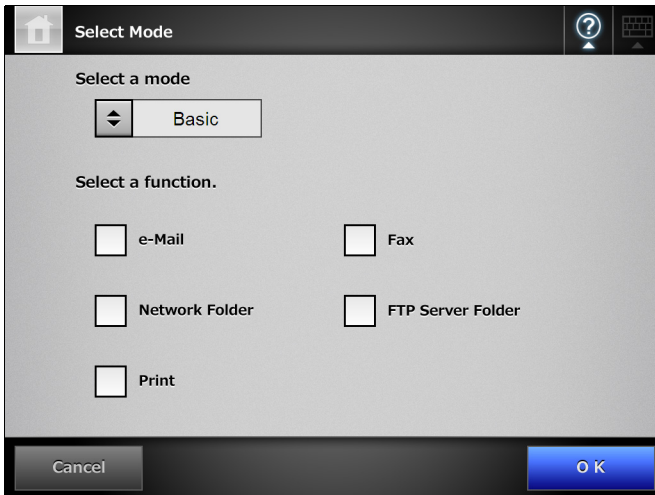 Select Mode
?
Select a mode
Basic
Select a function.
e-Mail
Fax
Network Folder
FTP Server Folder
Print
Cancel
OK